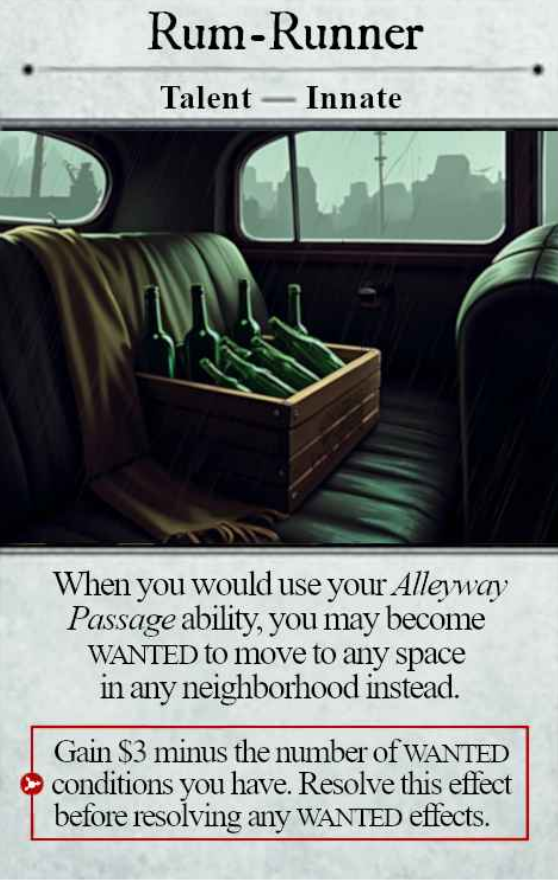 Rum-Runner
Talent — Innate
When you would use your Alleyway
Passage ability, you may become
WANTED to move to any space
in any neighborhood instead.
Gain $3 minus the number of WANTED
conditions you have. Resolve this effect
before resolving any WANTED effects.